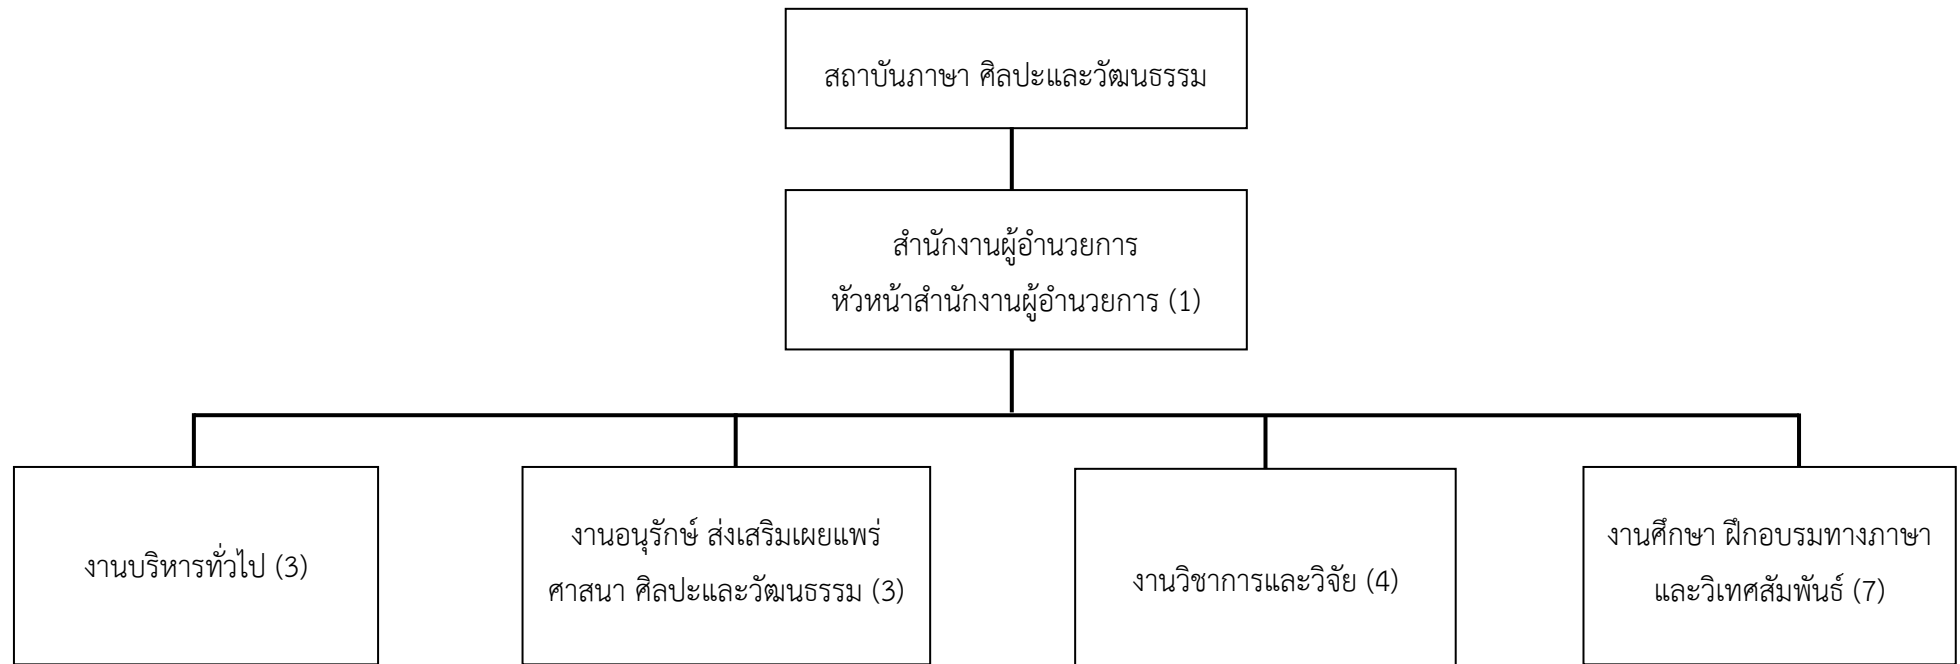 สถาบันภาษา ศิลปะและวัฒนธรรม
สำนักงานผู้อำนวยการ
หัวหน้าสำนักงานผู้อำนวยการ (1)
งานบริหารทั่วไป (3)
งานอนุรักษ์ ส่งเสริมเผยแพร่
ศาสนา ศิลปะและวัฒนธรรม (3)
งานวิชาการและวิจัย (4)
งานศึกษา ฝึกอบรมทางภาษา
และวิเทศสัมพันธ์ (7)